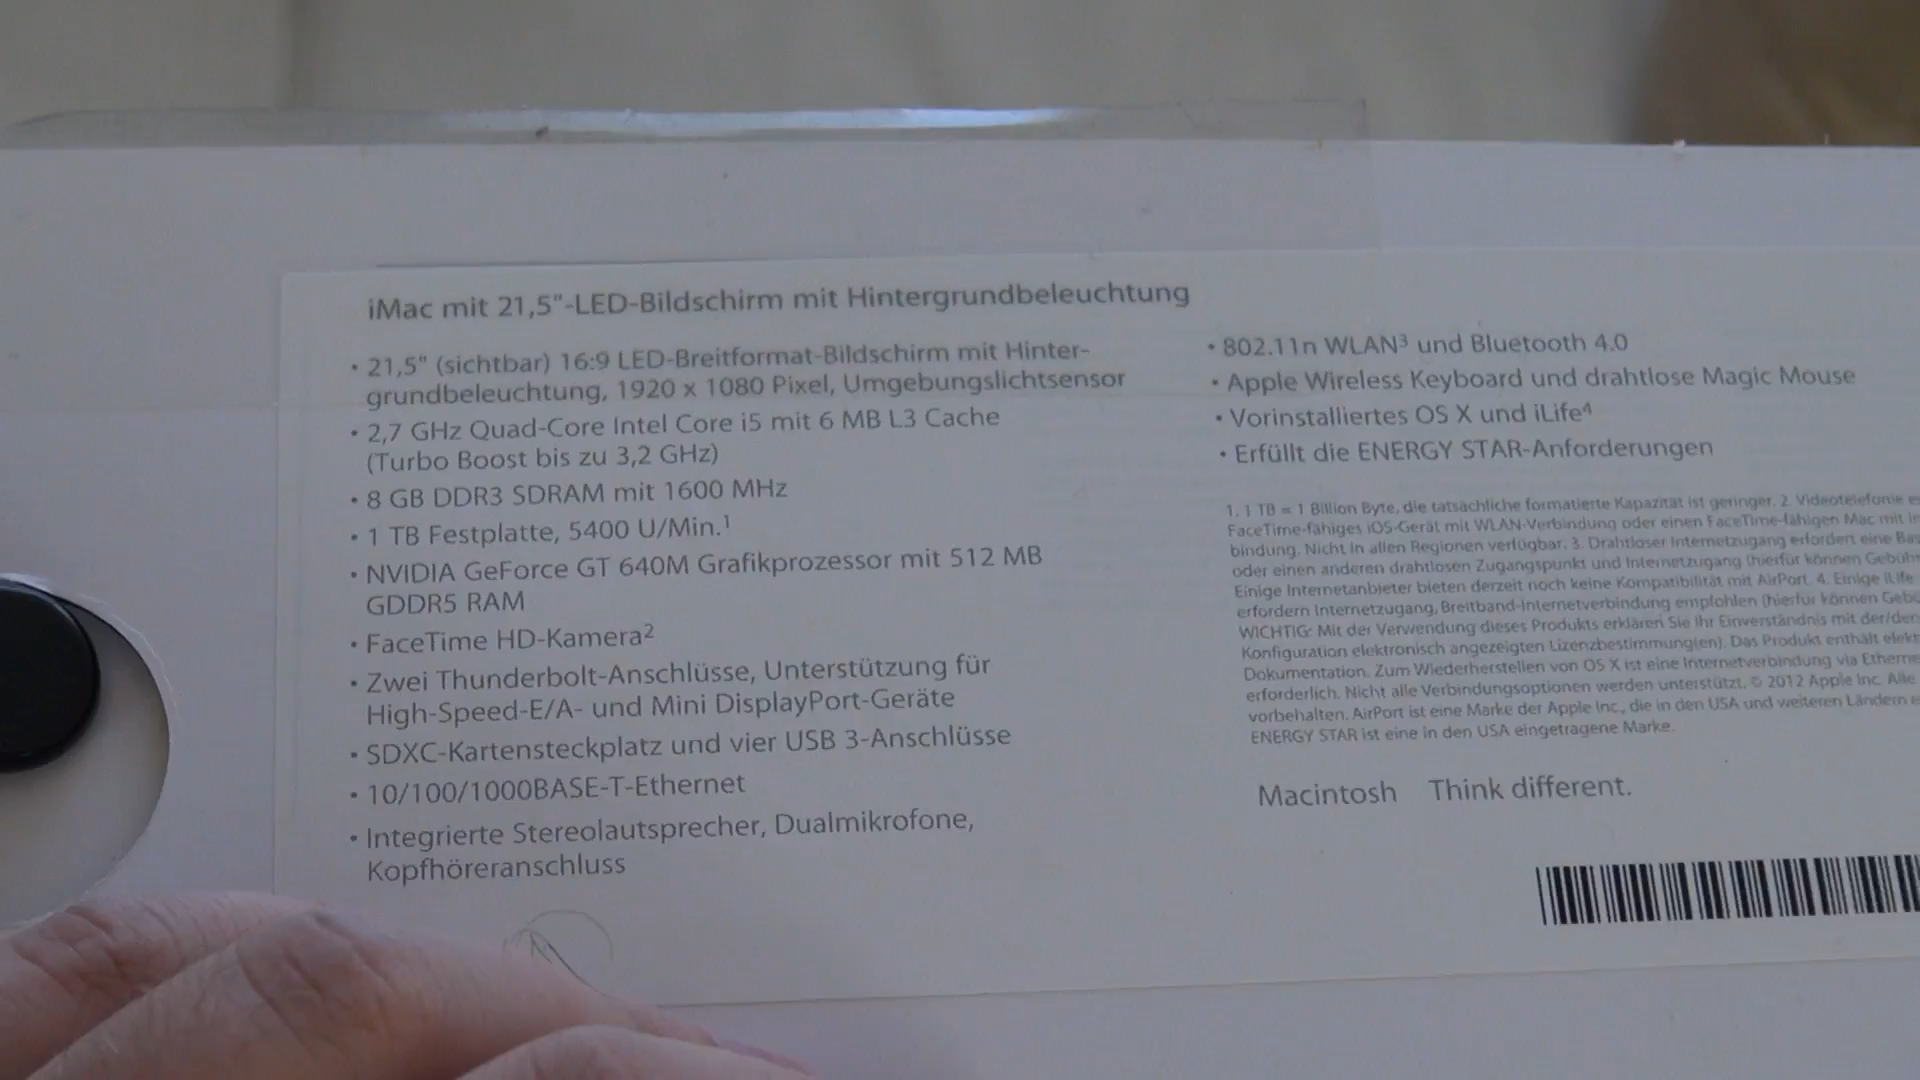 iMac mit 21,5"-LED-Bildschirm mit Hintergrundbeleuchtung
• 21,5" (sichtbar) 16:9 LED-Breitformat-Bildschirm mit Hinter-
grundbeleuchtung, 1920 x 1080 Pixel, Umgebungslichtsensor
• 2,7 GHz Quad-Core Intel Core i5 mit 6 MB L3 Cache
(Turbo Boost bis zu 3,2 GHz)
• 8 GB DDR3 SDRAM mit 1600 MHz
• 1 TB Festplatte, 5400 U/Min.¹
• NVIDIA GeForce GT 640M Grafikprozessor mit 512 MB
GDDR5 RAM
• FaceTime HD-Kamera²
• Zwei Thunderbolt-Anschlüsse, Unterstützung für
High-Speed-E/A- und Mini DisplayPort-Geräte
• SDXC-Kartensteckplatz und vier USB 3-Anschlüsse
• 10/100/1000BASE-T-Ethernet
• Integrierte Stereolautsprecher, Dualmikrofone,
Kopfhöreranschluss
• 802.11n WLAN³ und Bluetooth 4.0
• Apple Wireless Keyboard und drahtlose Magic Mouse
• Vorinstalliertes OS X und iLife⁴
• Erfüllt die ENERGY STAR-Anforderungen
1. 1 TB = 1 Billion Byte, die tatsächliche formatierte Kapazität ist geringer. 2. Videotelefonie
FaceTime-fähiges iOS-Gerät mit WLAN-Verbindung oder einen FaceTime-fähigen Mac mit
bindung. Nicht in allen Regionen verfügbar. 3. Drahtloser Internetzugang erfordert eine
oder einen anderen drahtlosen Zugangspunkt und Internetzugang (hierfür können
Einige Internetanbieter bieten derzeit noch keine Kompatibilität mit AirPort. 4. Einige iLife
erfordern Internetzugang, Breitband-Internetverbindung empfohlen (hierfür können
WICHTIG: Mit der Verwendung dieses Produkts erklären Sie Ihr Einverständnis mit
Konfiguration elektronisch angezeigten Lizenzbestimmung(en). Das Produkt enthält
Dokumentation. Zum Wiederherstellen von OS X ist eine Internetverbindung via
erforderlich. Nicht alle Verbindungsoptionen werden unterstützt. © 2012 Apple Inc. Alle
vorbehalten. AirPort ist eine Marke der Apple Inc., die in den USA und weiteren Ländern
ENERGY STAR ist eine in den USA eingetragene Marke.
Macintosh Think different.